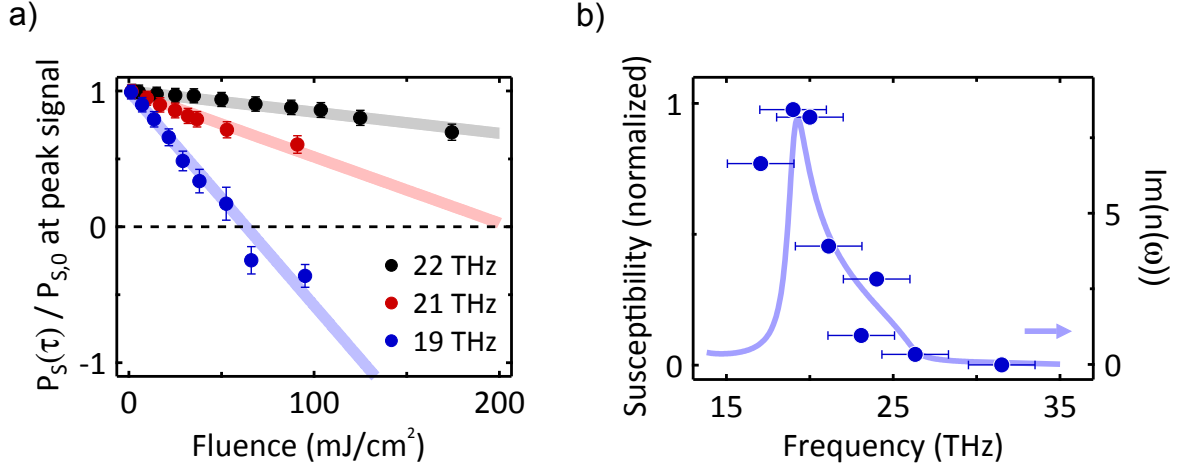 a)
P_S(τ) / P_S,0 at peak signal
1
0
-1
22 THz
21 THz
19 THz
0
100
200
Fluence (mJ/cm²)
b)
Susceptibility (normalized)
1
0
5
0
Im(n(ω))
15
25
35
Frequency (THz)